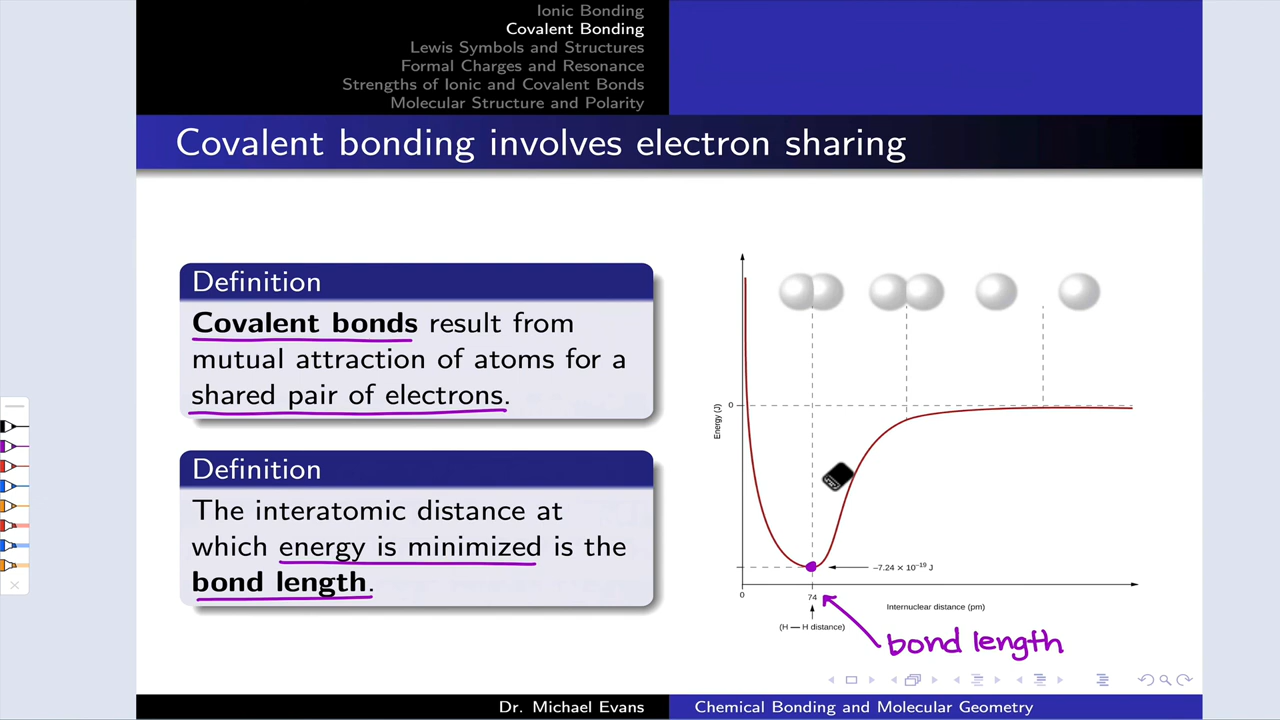 Ionic Bonding
Covalent Bonding
Lewis Symbols and Structures
Formal Charges and Resonance
Strengths of Ionic and Covalent Bonds
Molecular Structure and Polarity
Covalent bonding involves electron sharing
Definition
Covalent bonds result from
mutual attraction of atoms for a
shared pair of electrons.
Definition
The interatomic distance at
which energy is minimized is the
bond length.
Energy (J)
0
−7.24 × 10⁻¹⁹ J
0
74
Internuclear distance (pm)
(H — H distance)
bond length
Dr. Michael Evans
Chemical Bonding and Molecular Geometry